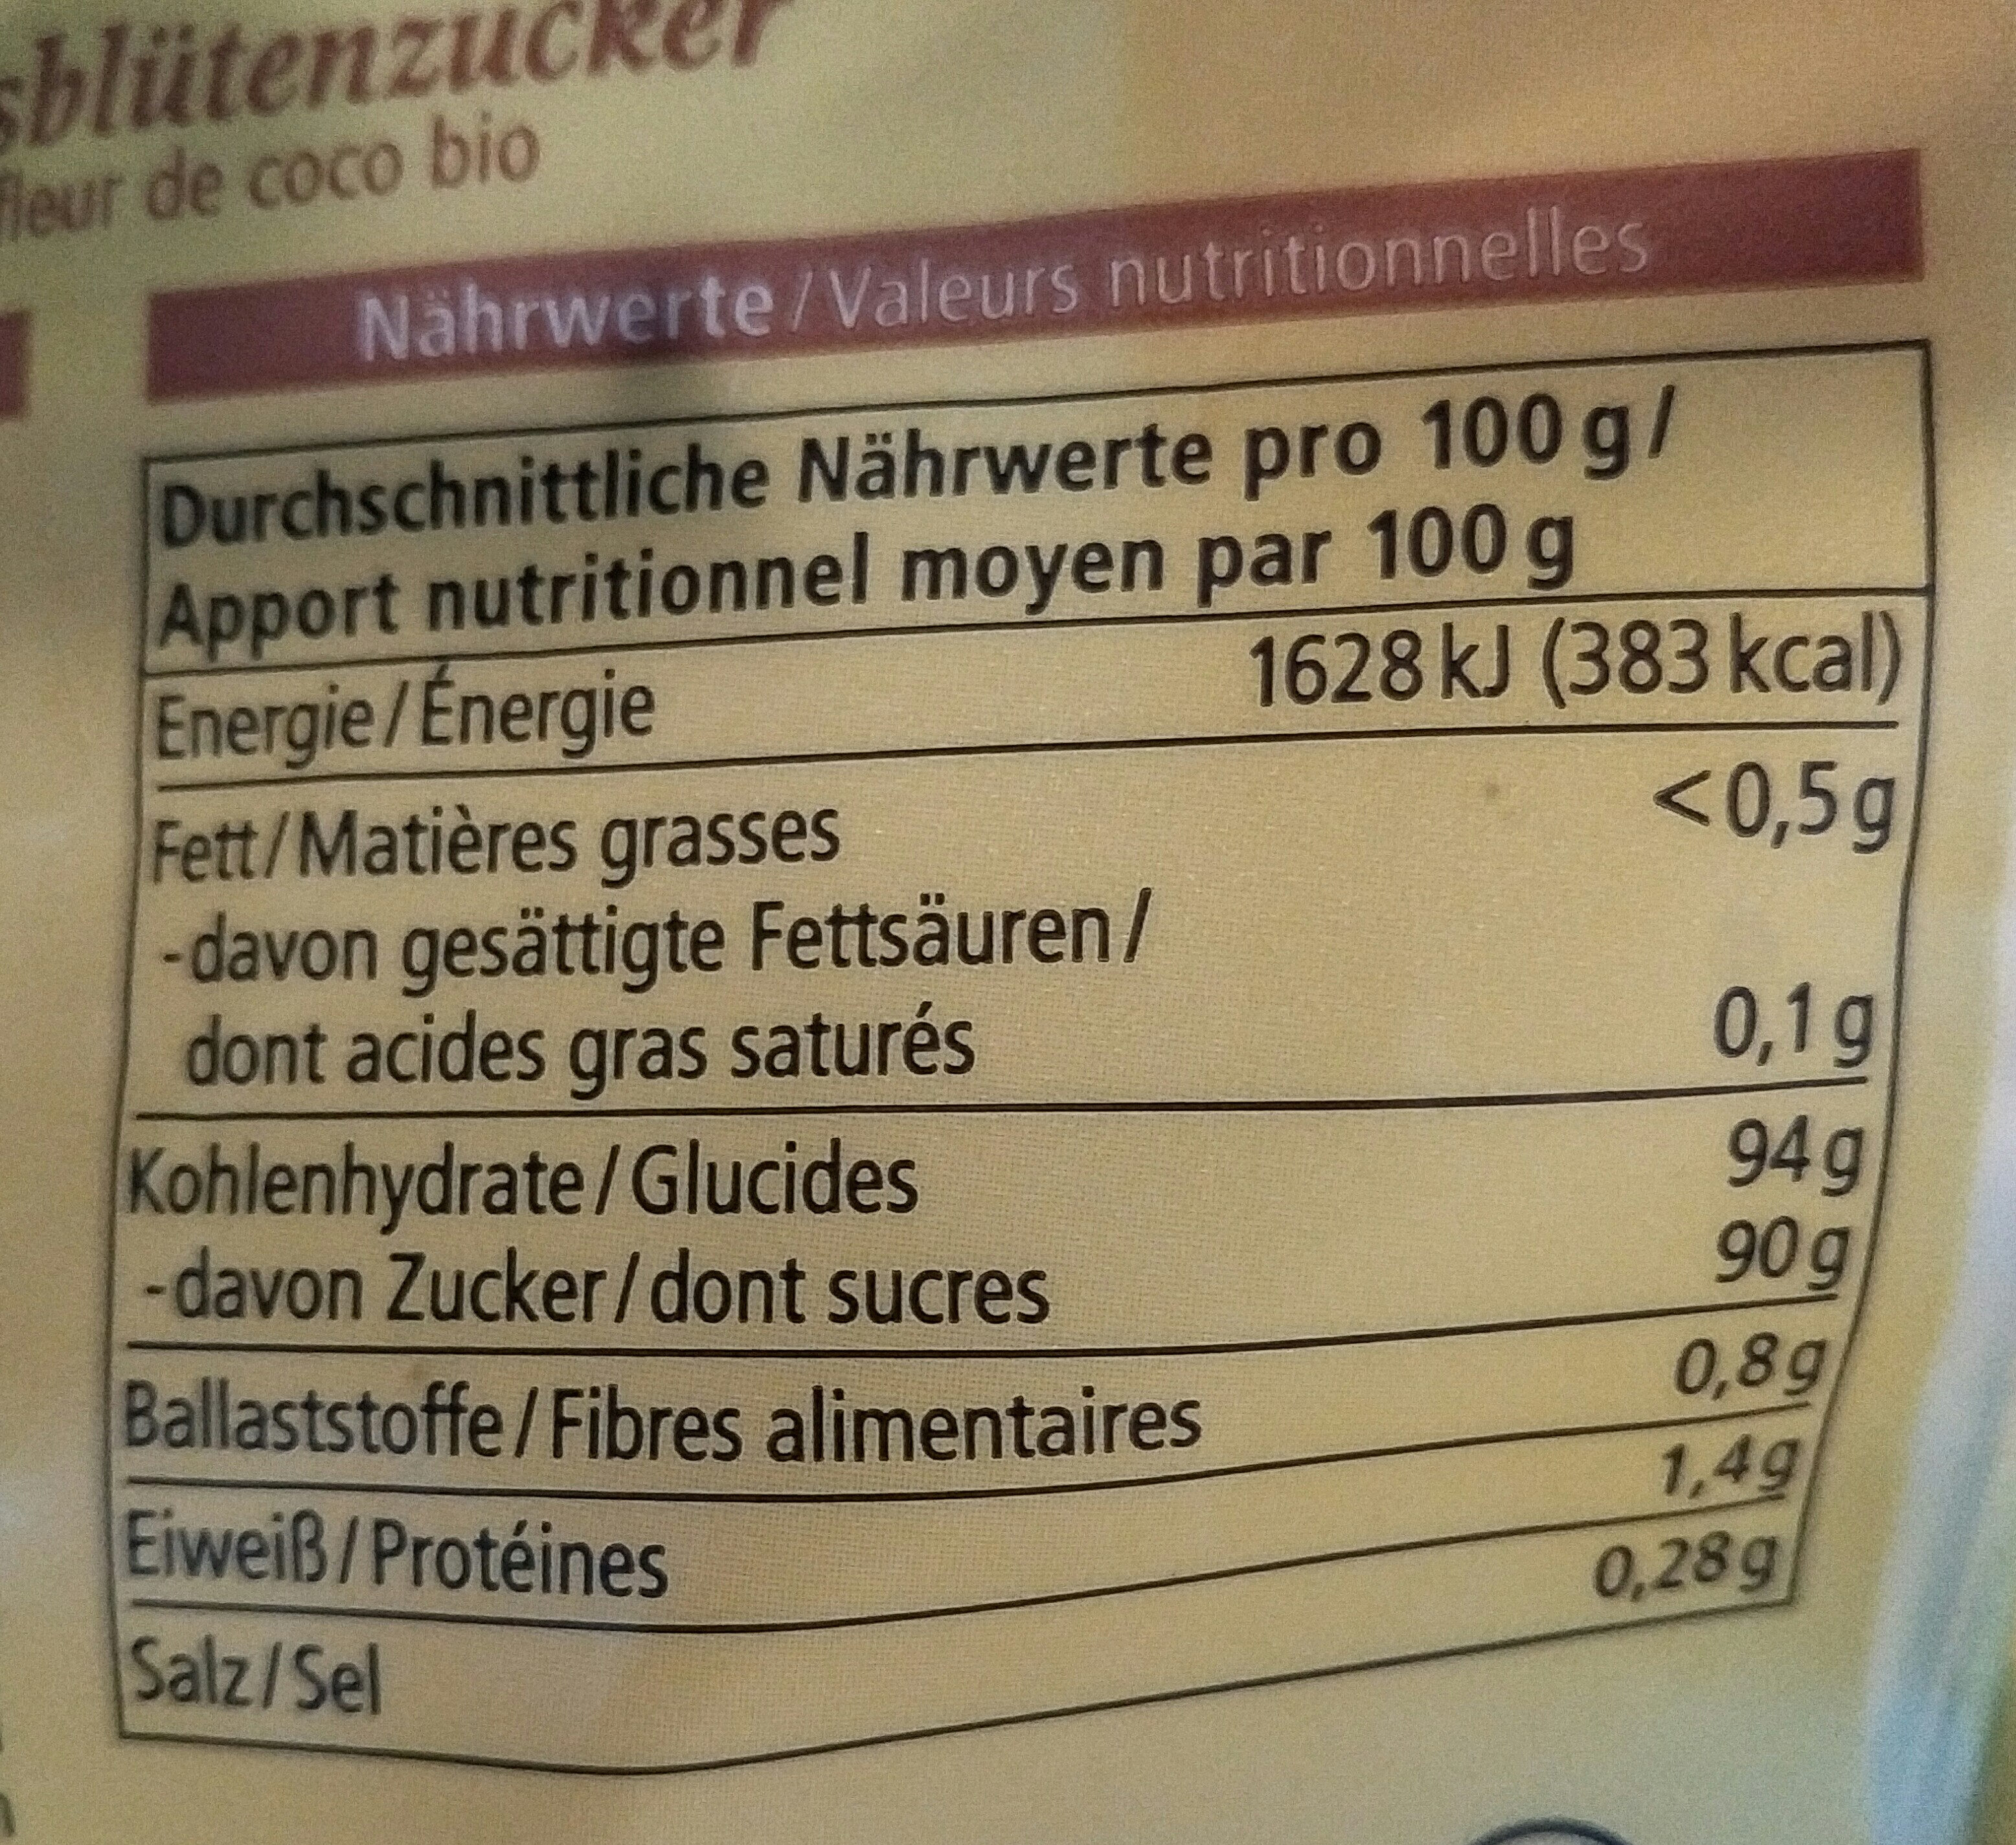 sblütenzucker
fleur de coco bio
Nährwerte / Valeurs nutritionnelles
Durchschnittliche Nährwerte pro 100 g /
Apport nutritionnel moyen par 100 g
Energie / Énergie 1628 kJ (383 kcal)
Fett / Matières grasses <0,5 g
-davon gesättigte Fettsäuren /
dont acides gras saturés 0,1 g
Kohlenhydrate / Glucides 94 g
-davon Zucker / dont sucres 90 g
Ballaststoffe / Fibres alimentaires 0,8 g
Eiweiß / Protéines 1,4 g
Salz / Sel 0,28 g